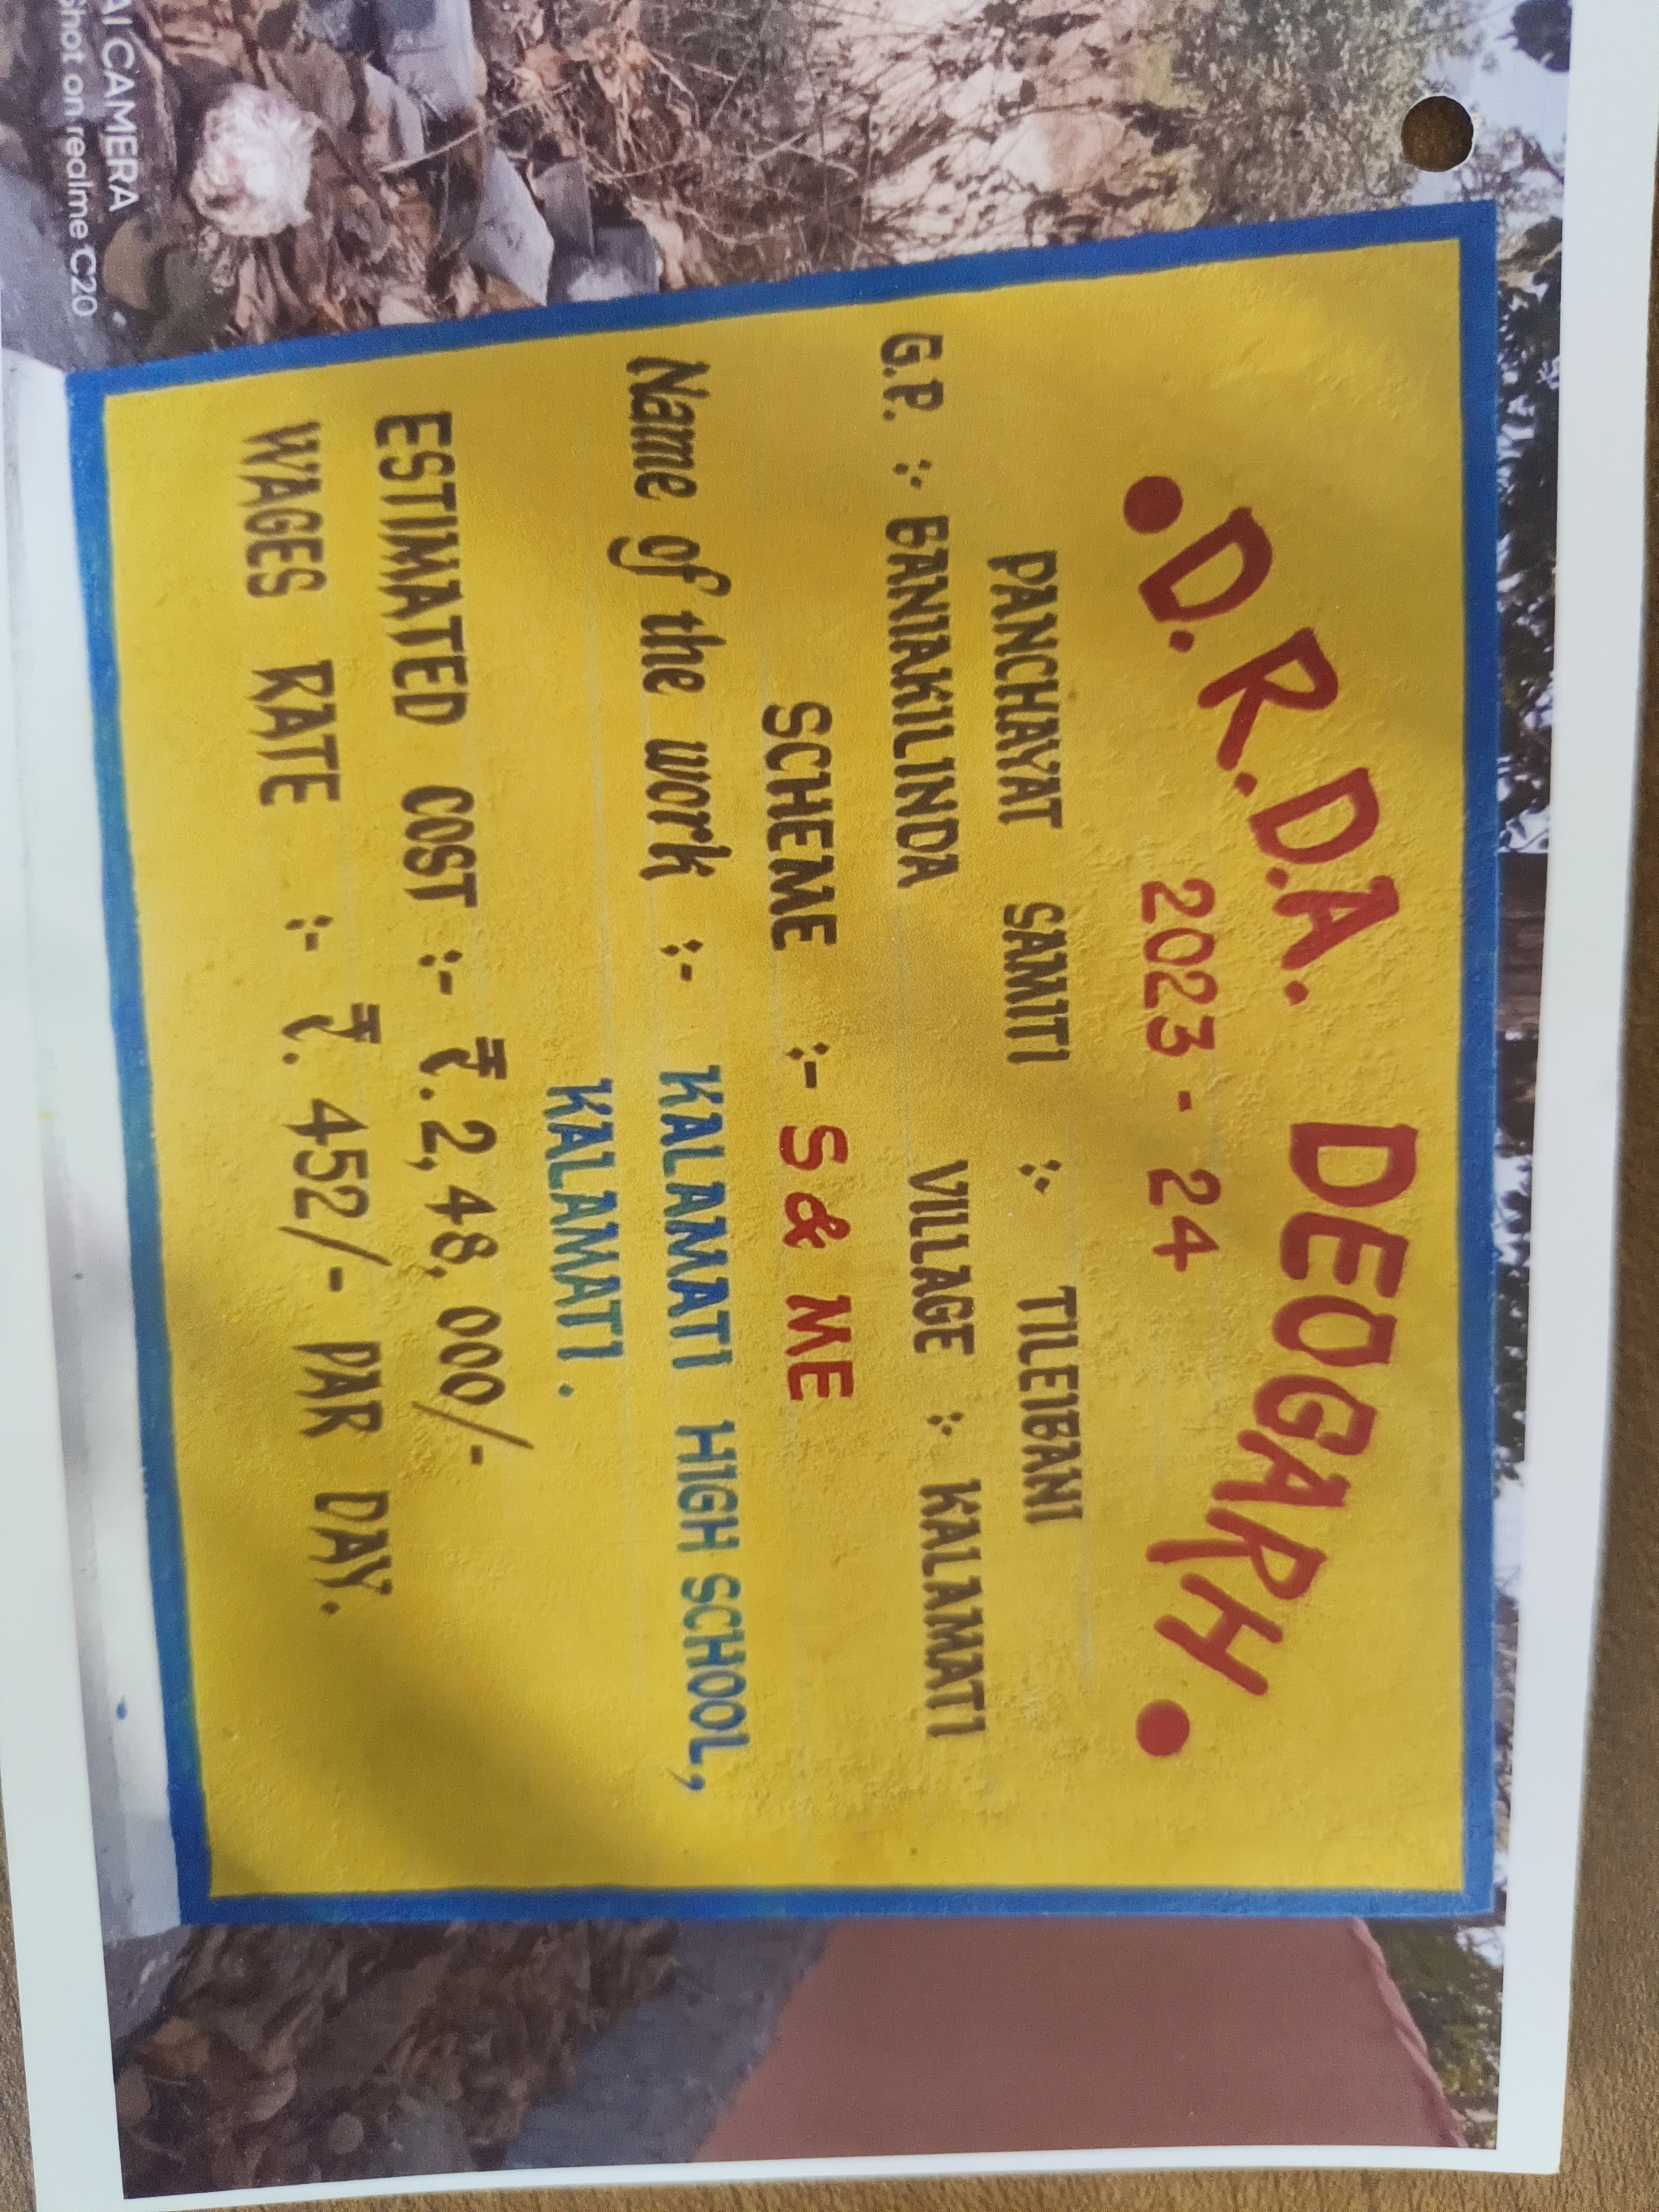 D.R.D.A. DEOGARH.
2023-24
PANCHAYAT SAMITI : TILEIBANI
G.P. : BANIAKILINDA VILLAGE : KALAMATI
SCHEME :- S & ME
Name of the work :- KALAMATI HIGH SCHOOL,
KALAMATI.
ESTIMATED COST :- ₹. 2,48,000/-
WAGES RATE :- ₹. 452/- PAR DAY.
AI CAMERA
Shot on realme C20